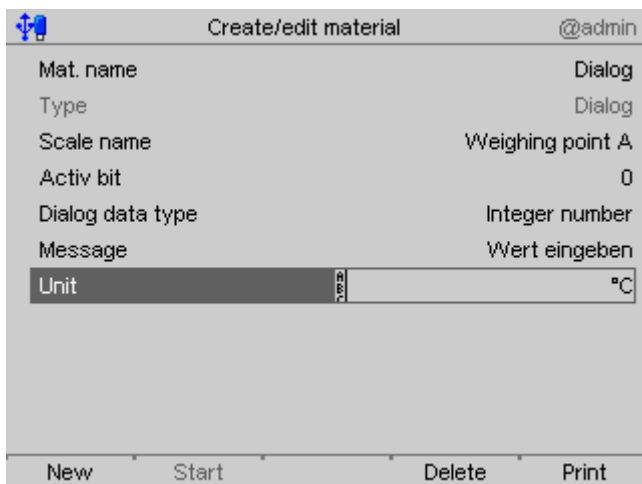 Create/edit material @admin
Mat. name Dialog
Type Dialog
Scale name Weighing point A
Activ bit 0
Dialog data type Integer number
Message Wert eingeben
Unit ABC °C
New Start Delete Print